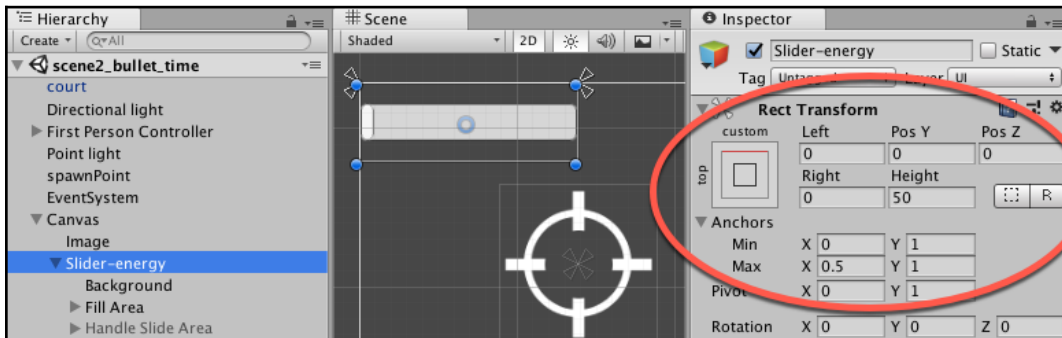 Hierarchy
Create
All
scene2_bullet_time
court
Directional light
First Person Controller
Point light
spawnPoint
EventSystem
Canvas
Image
Slider-energy
Background
Fill Area
Handle Slide Area
Scene
Shaded 2D
Inspector
Slider-energy Static
Tag Layer UI
Rect Transform
custom Left Pos Y Pos Z
top 0 0 0
Right Height
0 50 R
Anchors
Min X 0 Y 1
Max X 0.5 Y 1
Pivot X 0 Y 1
Rotation X 0 Y 0 Z 0